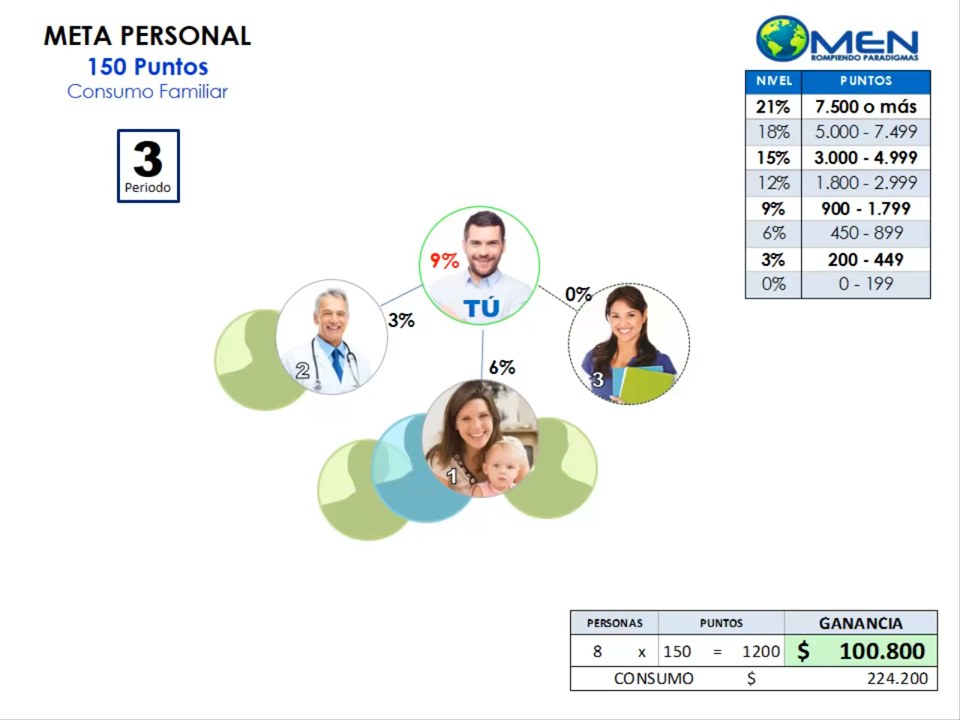 META PERSONAL
150 Puntos
Consumo Familiar
3
Periodo
OMEN
ROMPIENDO PARADIGMAS
NIVEL PUNTOS
21% 7.500 o más
18% 5.000 - 7.499
15% 3.000 - 4.999
12% 1.800 - 2.999
9% 900 - 1.799
6% 450 - 899
3% 200 - 449
0% 0 - 199
9%
TÚ
3%
0%
6%
2
3
1
PERSONAS PUNTOS GANANCIA
8 x 150 = 1200 $ 100.800
CONSUMO $ 224.200